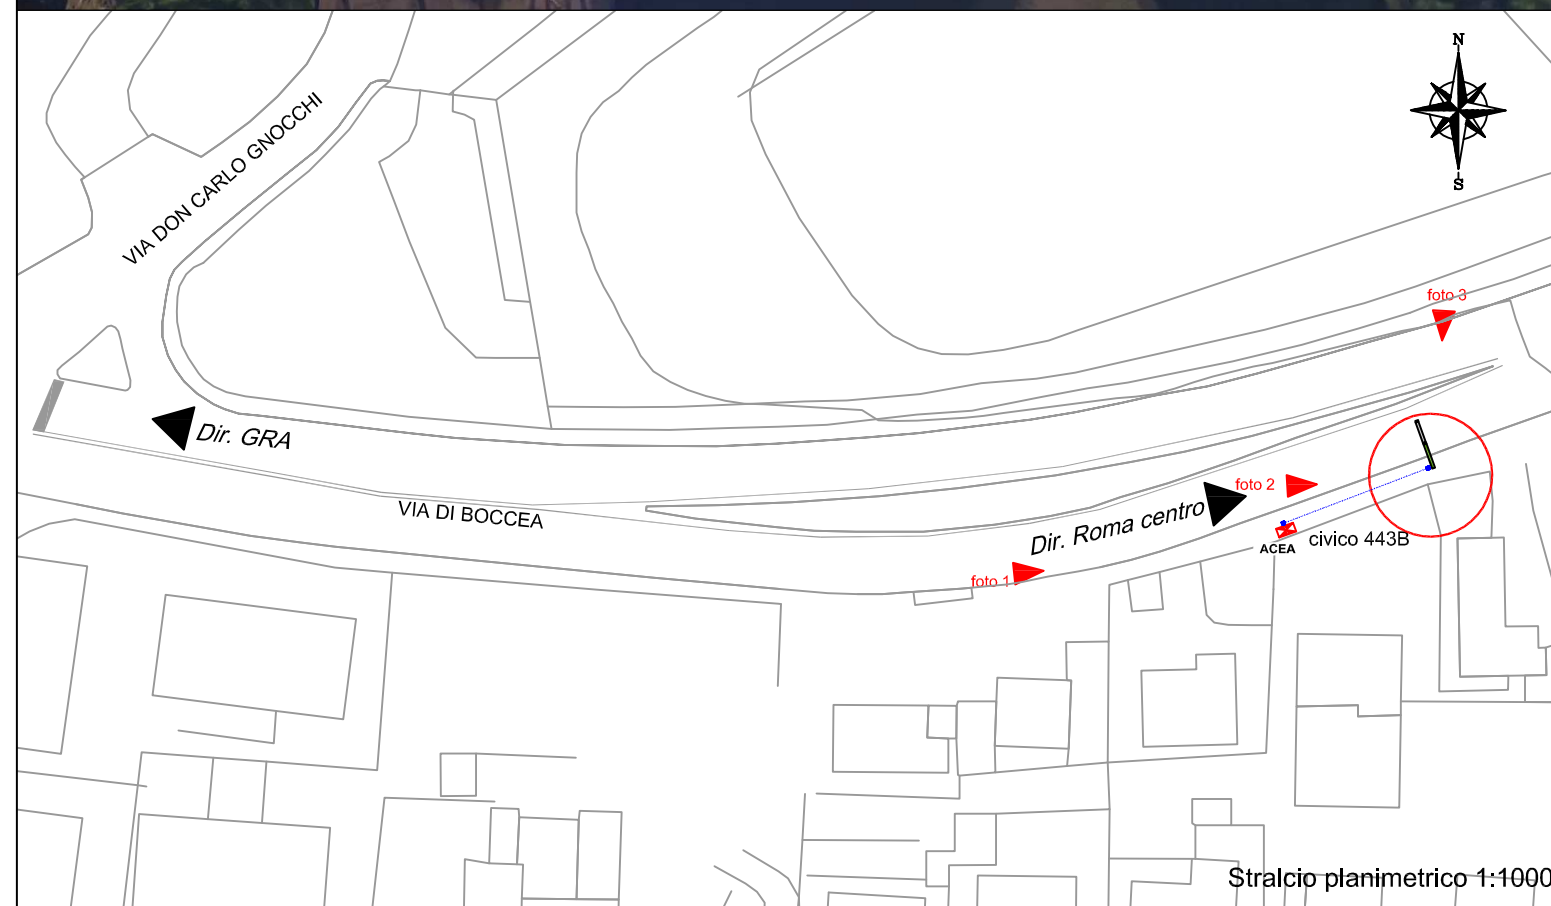 N
S
VIA DON CARLO GNOCCHI
foto 3
Dir. GRA
foto 2
VIA DI BOCCEA
Dir. Roma centro
civico 443B
ACEA
foto 1
Stralcio planimetrico 1:1000